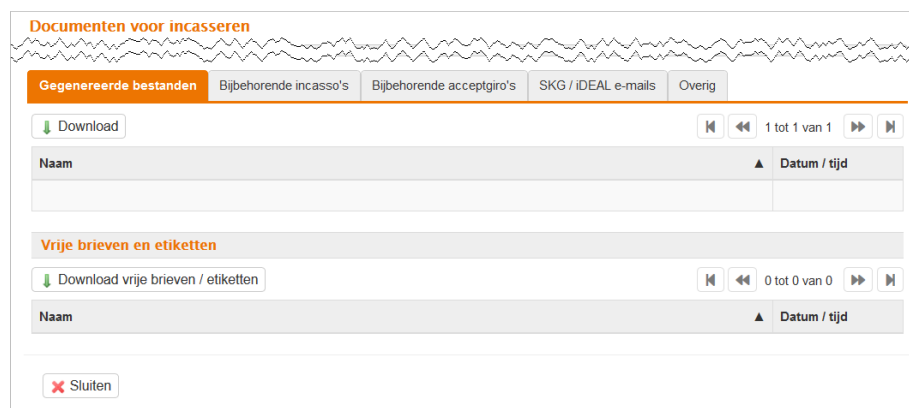 Documenten voor incasseren
Gegenereerde bestanden Bijbehorende incasso's Bijbehorende acceptgiro's SKG / iDEAL e-mails Overig
Download 1 tot 1 van 1
Naam ▲ Datum / tijd
Vrije brieven en etiketten
Download vrije brieven / etiketten 0 tot 0 van 0
Naam ▲ Datum / tijd
Sluiten